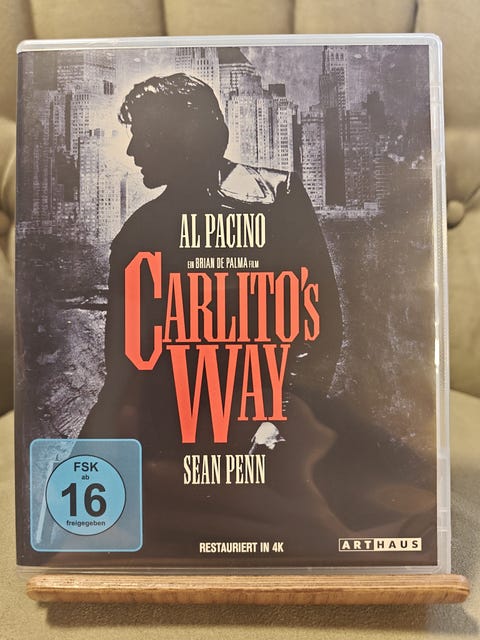 AL PACINO
EIN BRIAN DE PALMA FILM
CARLITO'S
WAY
SEAN PENN
FSK
ab
16
freigegeben
RESTAURIERT IN 4K
ARTHAUS